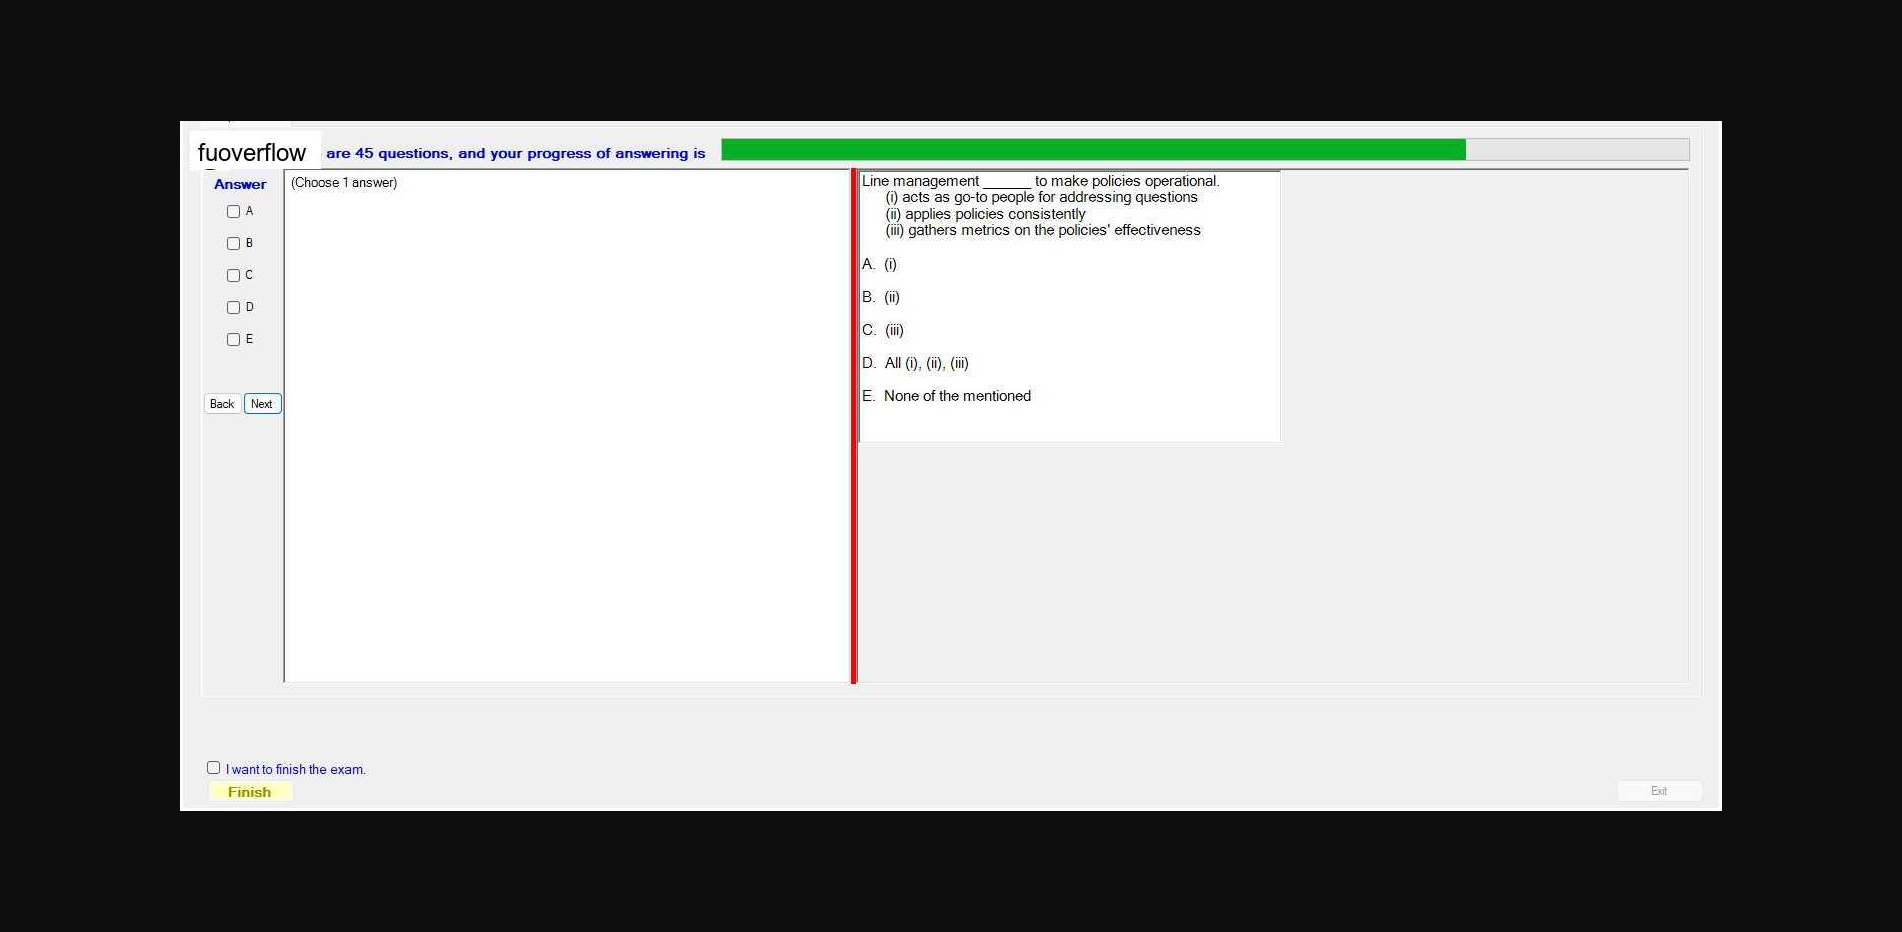 fuoverflow are 45 questions, and your progress of answering is
Answer
(Choose 1 answer)
A
B
C
D
E
Back Next
Line management ______ to make policies operational.
(i) acts as go-to people for addressing questions
(ii) applies policies consistently
(iii) gathers metrics on the policies' effectiveness
A. (i)
B. (ii)
C. (iii)
D. All (i), (ii), (iii)
E. None of the mentioned
I want to finish the exam.
Finish
Exit